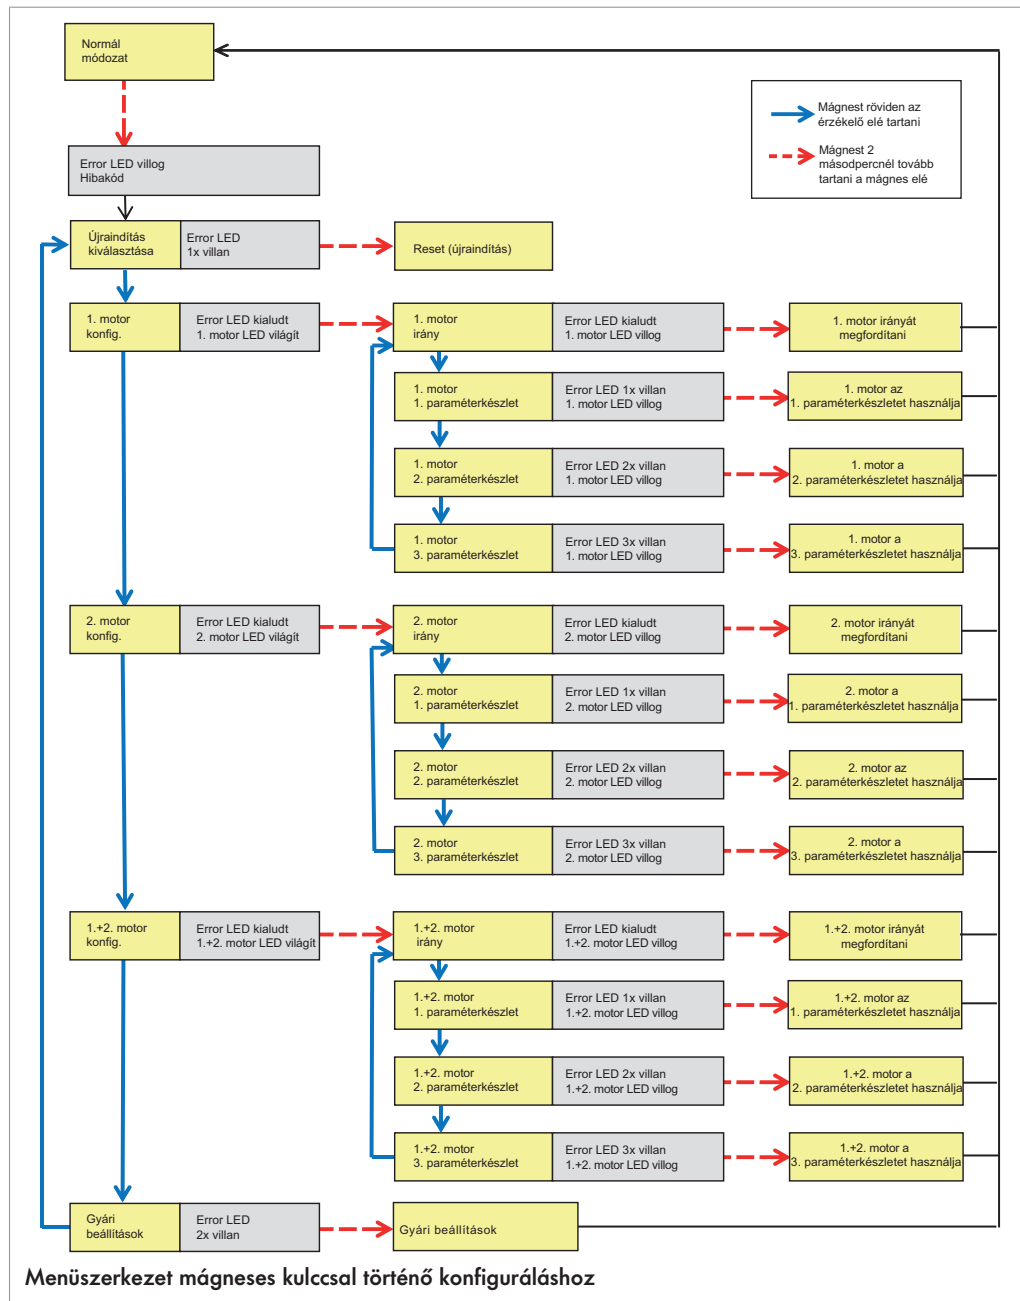 Normál
módozat
Mágnest röviden az
érzékelő elé tartani
Mágnest 2
másodpercnél tovább
tartani a mágnes elé
Error LED villog
Hibakód
Újraindítás
kiválasztása
Error LED
1x villan
Reset (újraindítás)
1. motor
konfig.
Error LED kialudt
1. motor LED világít
1. motor
irány
Error LED kialudt
1. motor LED villog
1. motor irányát
megfordítani
1. motor
1. paraméterkészlet
Error LED 1x villan
1. motor LED villog
1. motor az
1. paraméterkészletet használja
1. motor
2. paraméterkészlet
Error LED 2x villan
1. motor LED villog
1. motor a
2. paraméterkészletet használja
1. motor
3. paraméterkészlet
Error LED 3x villan
1. motor LED villog
1. motor a
3. paraméterkészletet használja
2. motor
konfig.
Error LED kialudt
2. motor LED világít
2. motor
irány
Error LED kialudt
2. motor LED villog
2. motor irányát
megfordítani
2. motor
1. paraméterkészlet
Error LED 1x villan
2. motor LED villog
2. motor a
1. paraméterkészletet használja
2. motor
2. paraméterkészlet
Error LED 2x villan
2. motor LED villog
2. motor az
2. paraméterkészletet használja
2. motor
3. paraméterkészlet
Error LED 3x villan
2. motor LED villog
2. motor a
3. paraméterkészletet használja
1.+2. motor
konfig.
Error LED kialudt
1.+2. motor LED világít
1.+2. motor
irány
Error LED kialudt
1.+2. motor LED villog
1.+2. motor irányát
megfordítani
1.+2. motor
1. paraméterkészlet
Error LED 1x villan
1.+2. motor LED villog
1.+2. motor az
1. paraméterkészletet használja
1.+2. motor
2. paraméterkészlet
Error LED 2x villan
1.+2. motor LED villog
1.+2. motor a
2. paraméterkészletet használja
1.+2. motor
3. paraméterkészlet
Error LED 3x villan
1.+2. motor LED villog
1.+2. motor a
3. paraméterkészletet használja
Gyári
beállítások
Error LED
2x villan
Gyári beállítások
Menüszerkezet mágneses kulccsal történő konfiguráláshoz